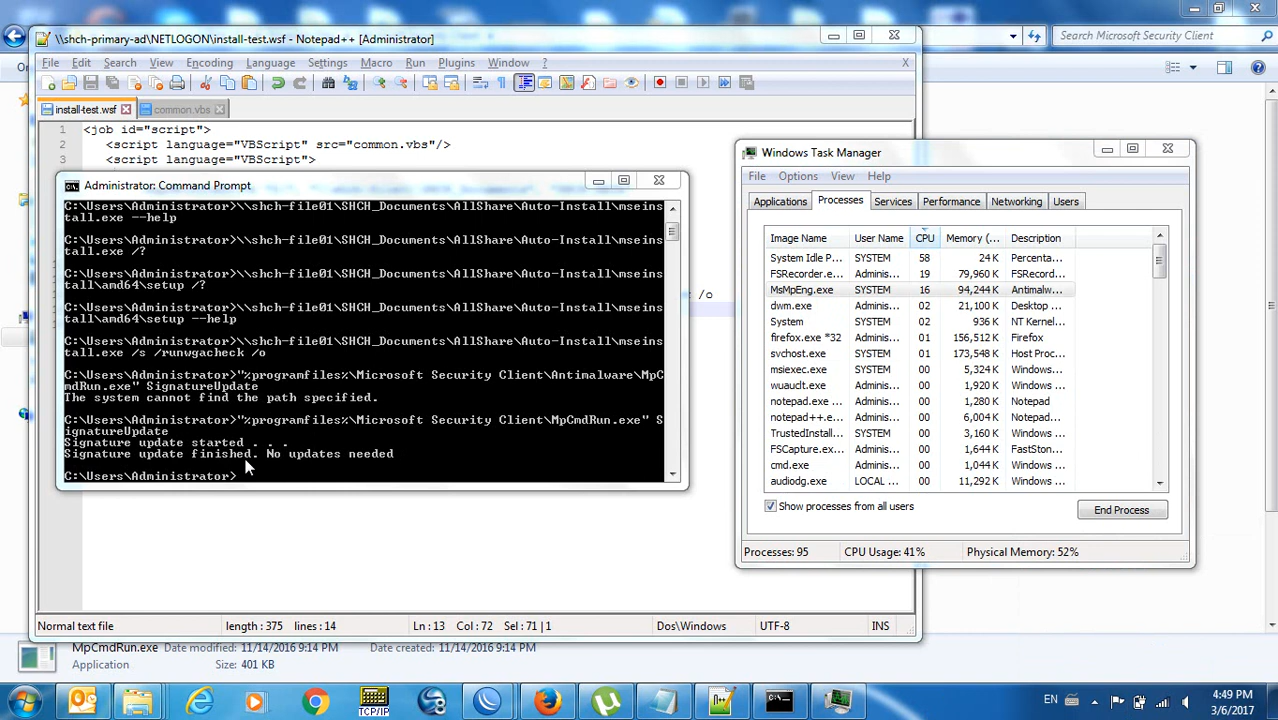 \\shch-primary-ad\NETLOGON\install-test.wsf - Notepad++ [Administrator]
Search Microsoft Security Client
File Edit Search View Encoding Language Settings Macro Run Plugins Window ?
X
install-test.wsf
common.vbs
1 <job id="script">
2 <script language="VBScript" src="common.vbs"/>
3 <script language="VBScript">
/o
Administrator: Command Prompt
C:\Users\Administrator>\\shch-file01\SHCH_Documents\AllShare\Auto-Install\mseins
tall.exe --help
C:\Users\Administrator>\\shch-file01\SHCH_Documents\AllShare\Auto-Install\mseins
tall.exe /?
C:\Users\Administrator>\\shch-file01\SHCH_Documents\AllShare\Auto-Install\mseins
tall\amd64\setup /?
C:\Users\Administrator>\\shch-file01\SHCH_Documents\AllShare\Auto-Install\mseins
tall\amd64\setup --help
C:\Users\Administrator>\\shch-file01\SHCH_Documents\AllShare\Auto-Install\mseins
tall.exe /s /runwgacheck /o
C:\Users\Administrator>"%programfiles%\Microsoft Security Client\Antimalware\MpC
mdRun.exe" SignatureUpdate
The system cannot find the path specified.
C:\Users\Administrator>"%programfiles%\Microsoft Security Client\MpCmdRun.exe" S
ignatureUpdate
Signature update started . . .
Signature update finished. No updates needed
C:\Users\Administrator>
Windows Task Manager
File Options View Help
Applications Processes Services Performance Networking Users
Image Name User Name CPU Memory (... Description
System Idle P... SYSTEM 58 24 K Percenta...
FSRecorder.e... Adminis... 19 79,960 K FSRecord...
MsMpEng.exe SYSTEM 16 94,244 K Antimalw...
dwm.exe Adminis... 02 21,100 K Desktop ...
System SYSTEM 02 936 K NT Kernel...
firefox.exe *32 Adminis... 01 156,512 K Firefox
svchost.exe SYSTEM 01 173,548 K Host Proc...
msiexec.exe SYSTEM 00 5,324 K Windows ...
wuauclt.exe Adminis... 00 1,920 K Windows ...
notepad.exe Adminis... 00 1,280 K Notepad
notepad++.e... Adminis... 00 6,004 K Notepad ...
TrustedInstall... SYSTEM 00 3,160 K Windows ...
FSCapture.ex... Adminis... 00 1,644 K FastSton...
cmd.exe Adminis... 00 1,044 K Windows ...
audiodg.exe LOCAL ... 00 11,292 K Windows ...
Show processes from all users
End Process
Processes: 95 CPU Usage: 41% Physical Memory: 52%
Normal text file length : 375 lines : 14 Ln : 13 Col : 72 Sel : 71 | 1 Dos\Windows UTF-8 INS
MpCmdRun.exe Date modified: 11/14/2016 9:14 PM Date created: 11/14/2016 9:14 PM
Application Size: 401 KB
TCP/IP
EN
4:49 PM
3/6/2017